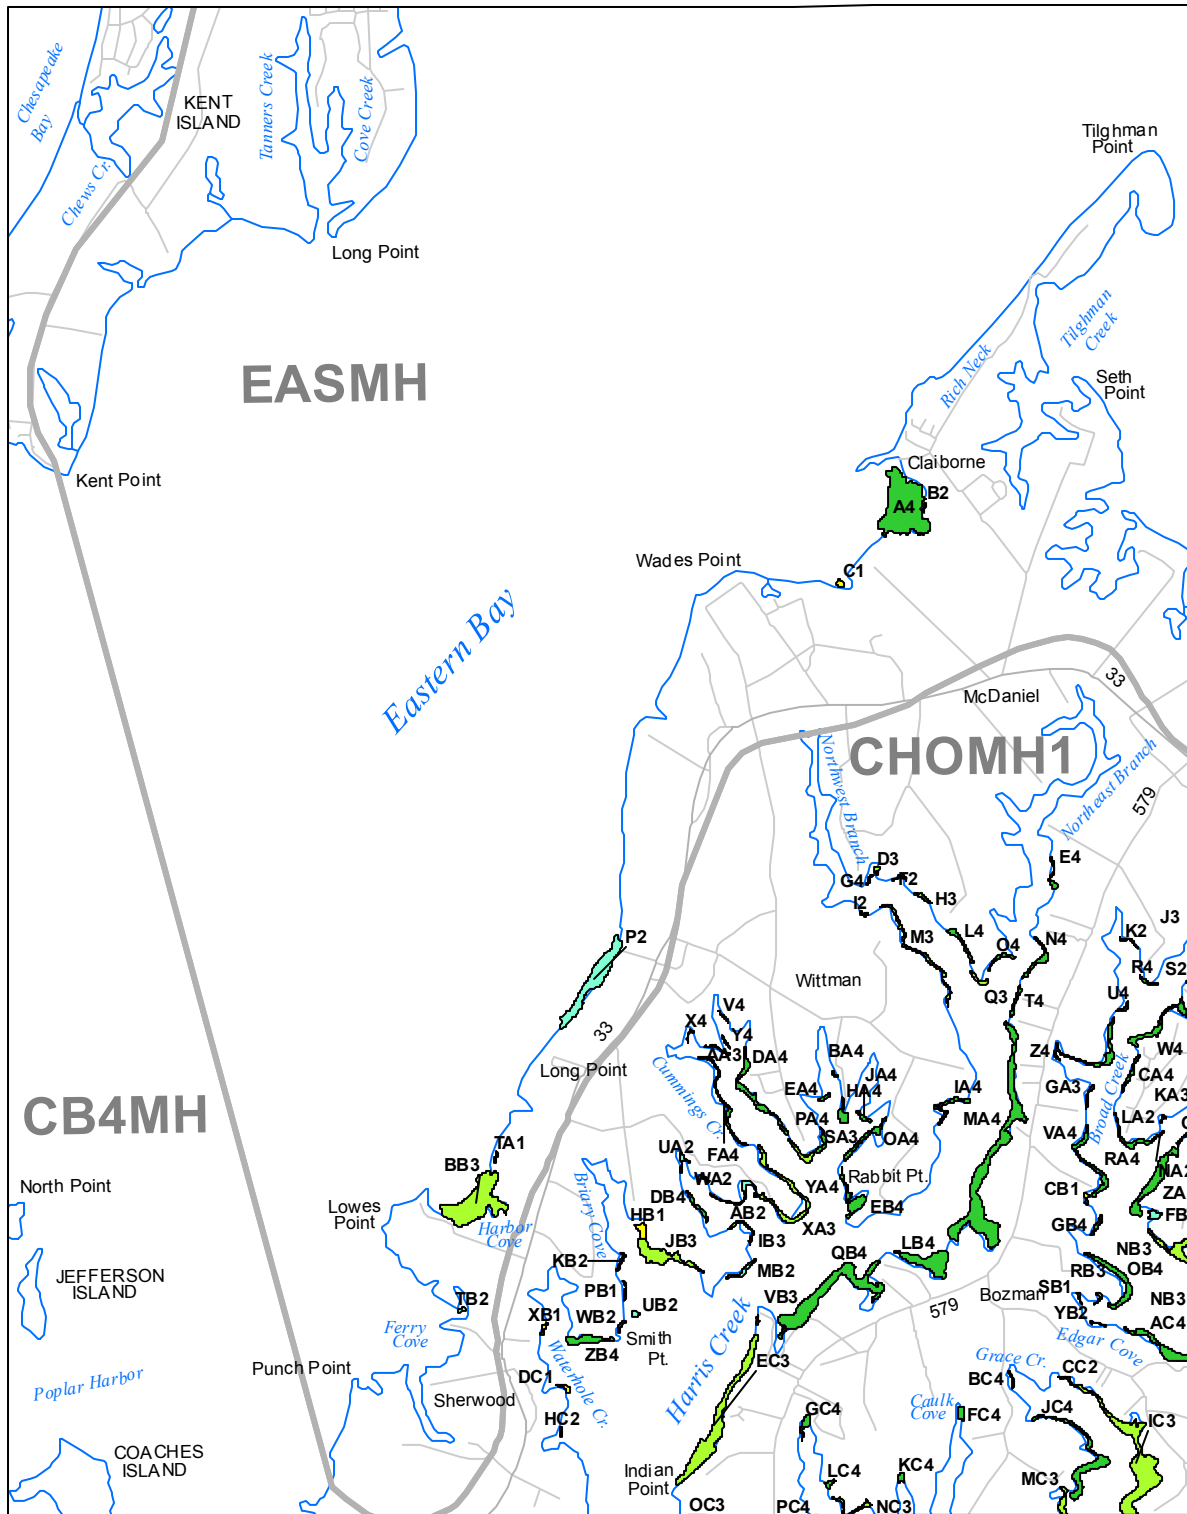 Chesapeake
Bay
Chews Cr.
KENT
ISLAND
Tanners Creek
Cove Creek
Long Point
Tilghman
Point
Tilghman
Creek
Rich Neck
Seth
Point
EASMH
Kent Point
Claiborne
B2
A4
Wades Point
C1
Eastern Bay
33
McDaniel
CHOMH1
Northwest Branch
Northeast Branch
579
D3
G4
F2
E4
I2
H3
J3
P2
M3
L4
O4
N4
K2
R4
S2
Wittman
Q3
T4
U4
V4
X4
Y4
33
AA3
DA4
BA4
Z4
W4
Long Point
JA4
CA4
EA4
HA4
IA4
GA3
KA3
Cummings Cr.
Broad Creek
CB4MH
PA4
MA4
LA2
SA3
OA4
VA4
TA1
UA2
FA4
RA4
BB3
WA2
YA4
Rabbit Pt.
NA2
North Point
DB4
CB1
ZA
Lowes
Point
Briary Cove
HB1
AB2
XA3
EB4
GB4
FB
Harbor
Cove
JB3
IB3
QB4
LB4
NB3
OB4
KB2
MB2
RB3
JEFFERSON
ISLAND
PB1
VB3
Bozman
SB1
NB3
TB2
XB1
WB2
UB2
579
YB2
AC4
Ferry
Cove
Smith
Pt.
ZB4
Edgar Cove
Punch Point
Waterhole Cr.
Harris Creek
EC3
Grace Cr.
Poplar Harbor
DC1
BC4
CC2
Sherwood
Caulk
Cove
HC2
GC4
FC4
JC4
IC3
COACHES
ISLAND
Indian
Point
LC4
KC4
MC3
OC3
PC4
NC3